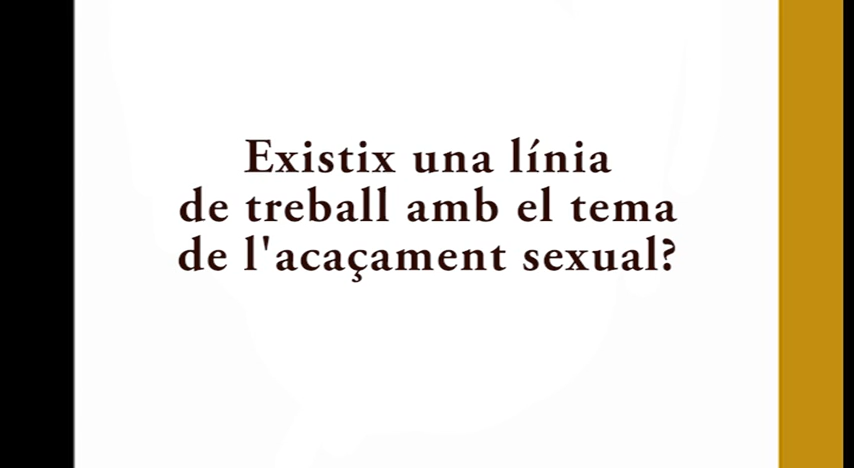 Existix una línia
de treball amb el tema
de l'acaçament sexual?